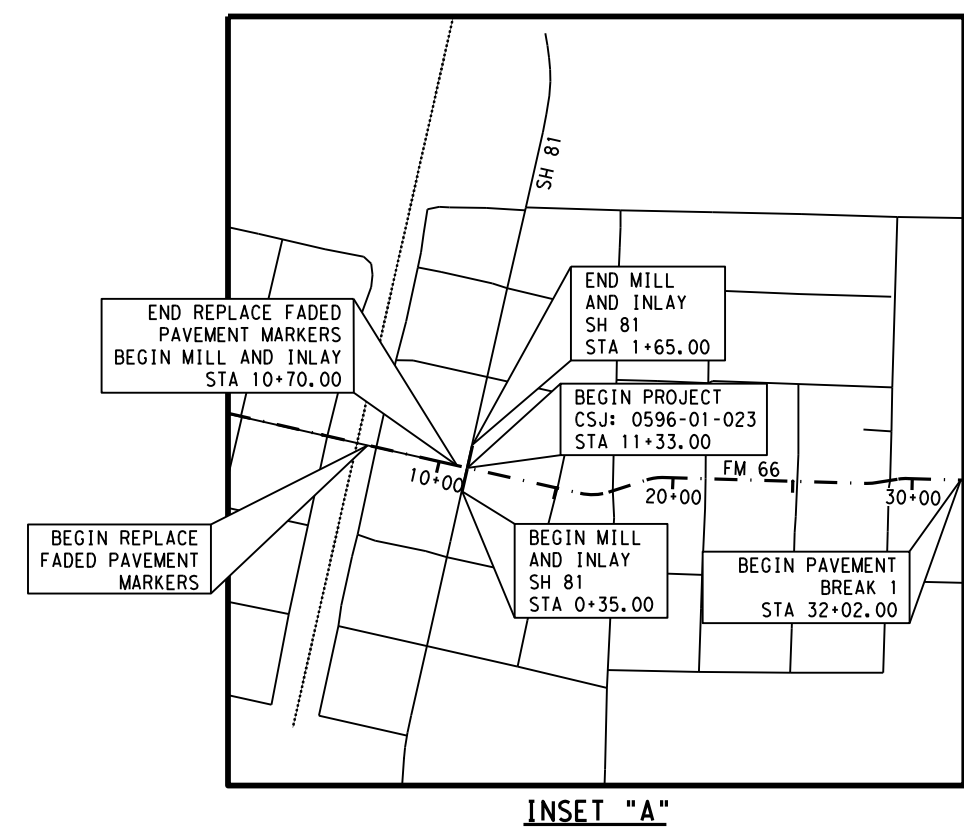 SH 81
END MILL
AND INLAY
SH 81
STA 1+65.00
END REPLACE FADED
PAVEMENT MARKERS
BEGIN MILL AND INLAY
STA 10+70.00
BEGIN PROJECT
CSJ: 0596-01-023
STA 11+33.00
10+00
FM 66
20+00
30+00
BEGIN REPLACE
FADED PAVEMENT
MARKERS
BEGIN MILL
AND INLAY
SH 81
STA 0+35.00
BEGIN PAVEMENT
BREAK 1
STA 32+02.00
INSET "A"